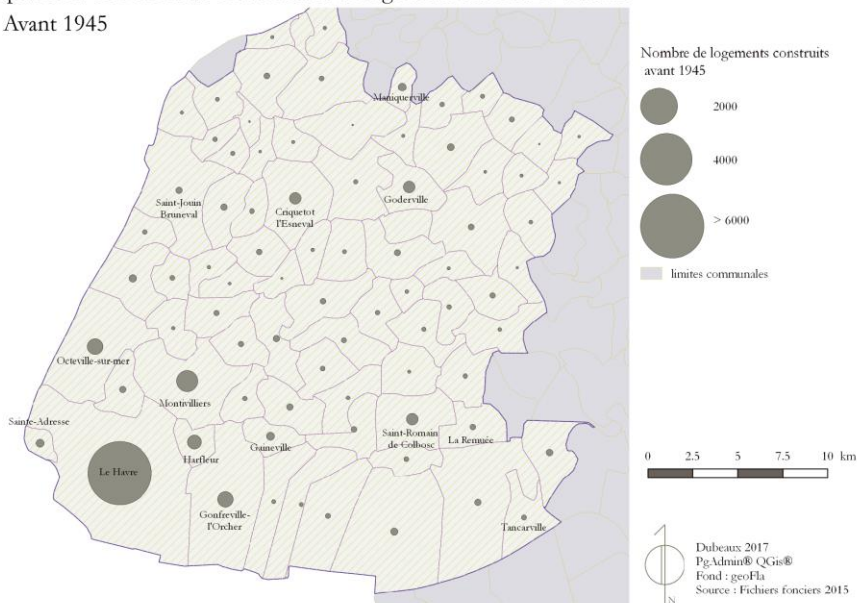 Avant 1945
Maniquerville
Saint-Jouin
Bruneval
Criquetot
l'Esneval
Goderville
Octeville-sur-mer
Montivilliers
Sainte-Adresse
Le Havre
Harfleur
Gaineville
Saint-Romain
de Colbosc
La Remuée
Gonfreville-
l'Orcher
Tancarville
Nombre de logements construits
avant 1945
2000
4000
> 6000
limites communales
0 2.5 5 7.5 10 km
N
Dubeaux 2017
PgAdmin® QGis®
Fond : geoFla
Source : Fichiers fonciers 2015